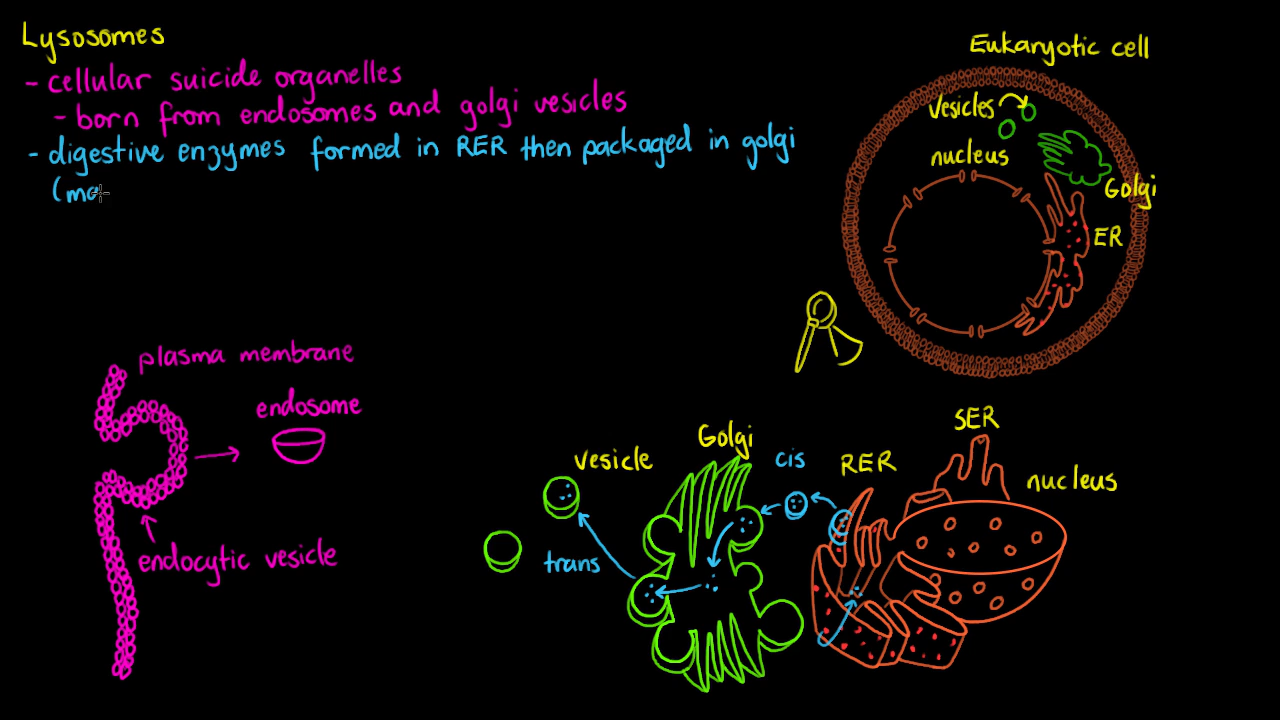 Lysosomes
- cellular suicide organelles
- born from endosomes and golgi vesicles
- digestive enzymes formed in RER then packaged in golgi
(ma
Eukaryotic cell
vesicles
nucleus
Golgi
ER
plasma membrane
endosome
endocytic vesicle
vesicle
Golgi
cis
RER
SER
nucleus
trans